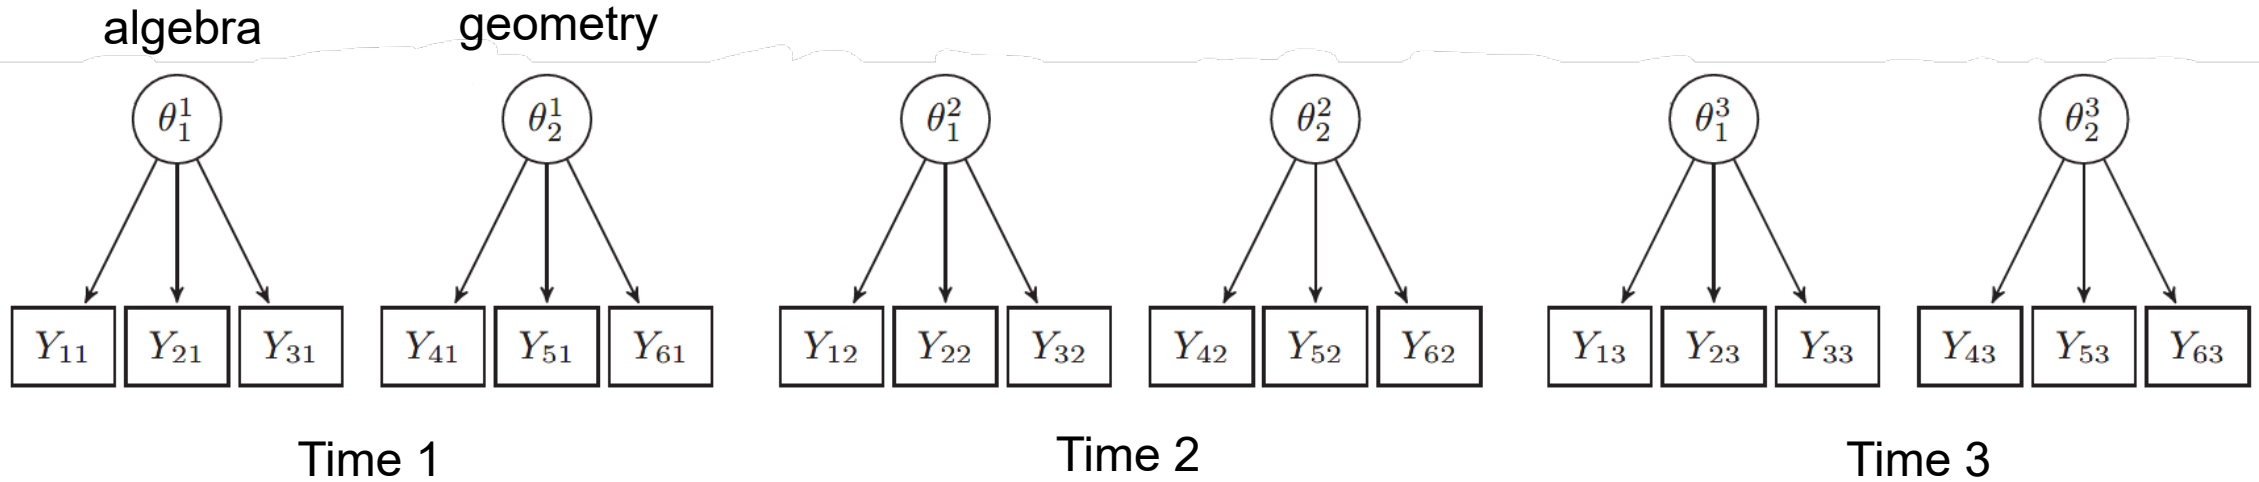 algebra geometry
θ₁¹ θ₂¹ θ₁² θ₂² θ₁³ θ₂³
Y₁₁ Y₂₁ Y₃₁ Y₄₁ Y₅₁ Y₆₁ Y₁₂ Y₂₂ Y₃₂ Y₄₂ Y₅₂ Y₆₂ Y₁₃ Y₂₃ Y₃₃ Y₄₃ Y₅₃ Y₆₃
Time 1 Time 2 Time 3